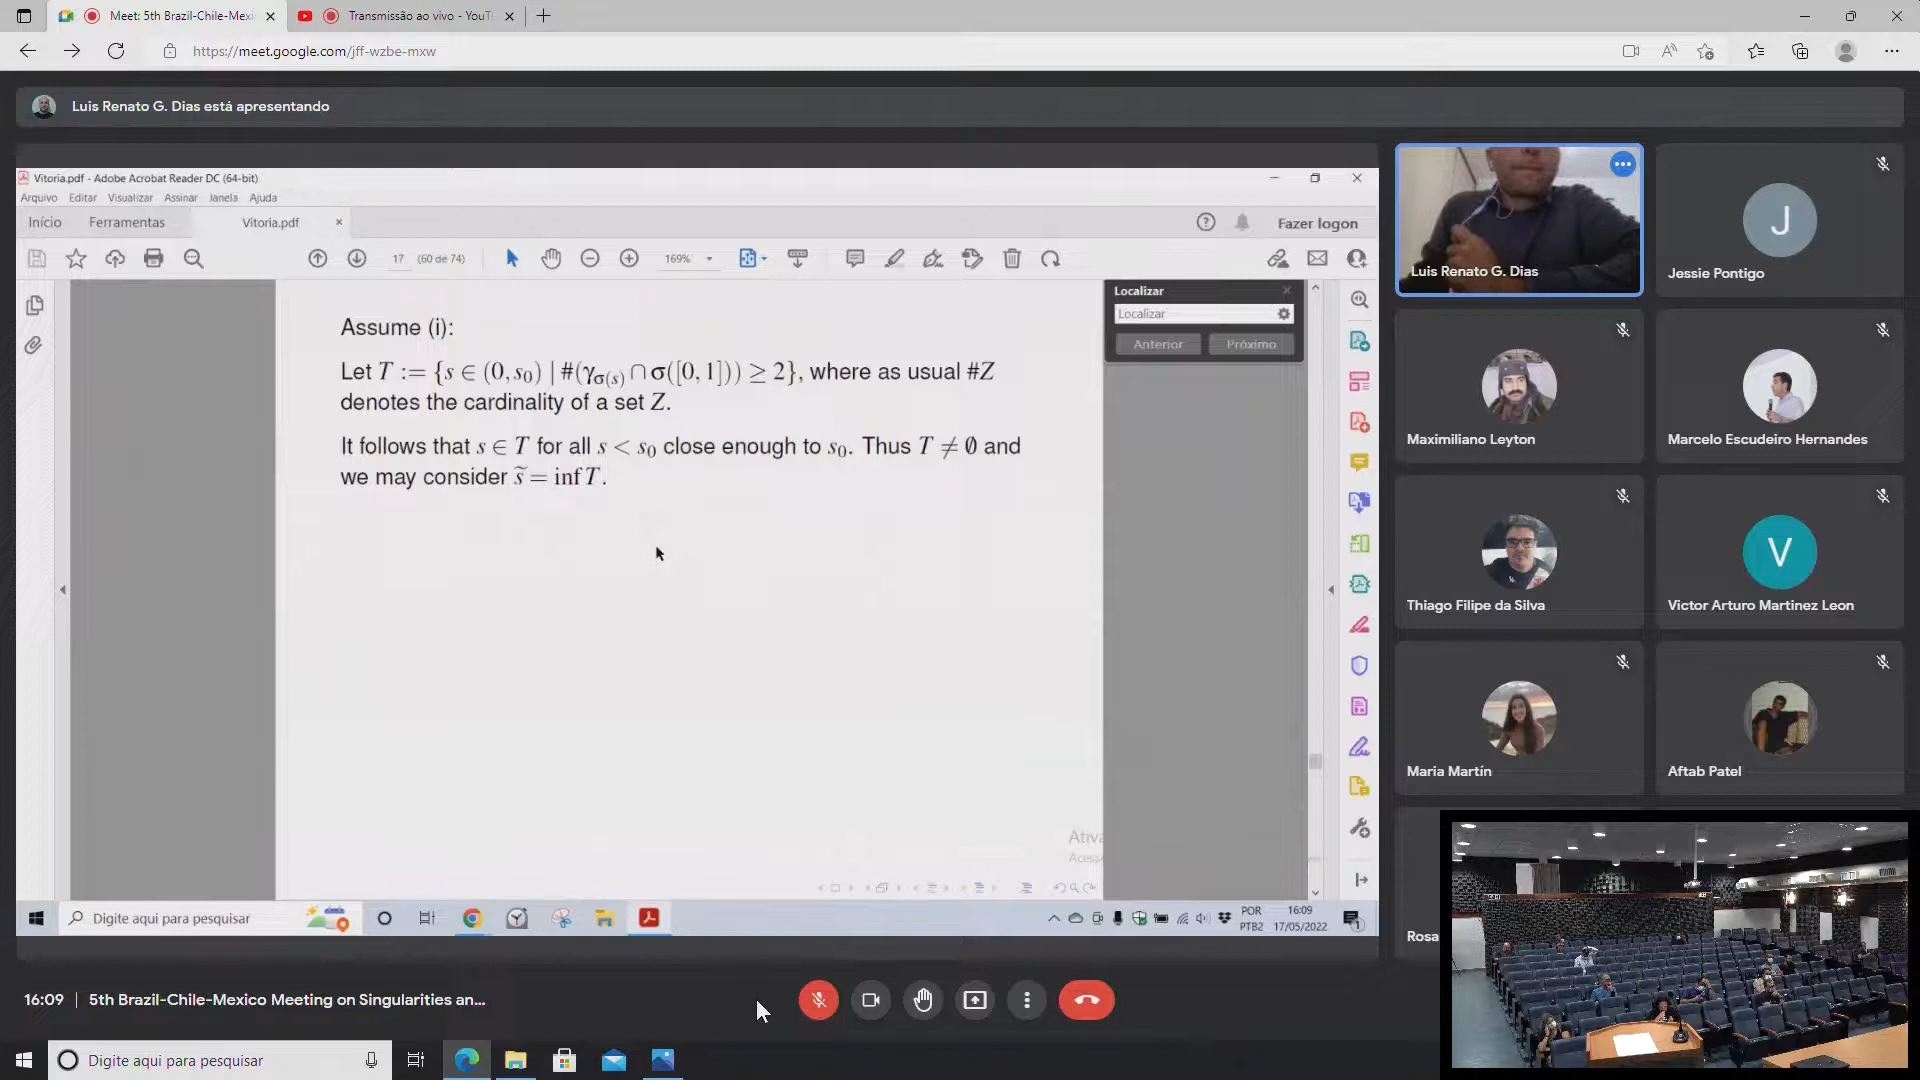 Meet: 5th Brazil-Chile-Mexi
Transmissão ao vivo - YouT
https://meet.google.com/jff-wzbe-mxw
Luis Renato G. Dias está apresentando
Vitoria.pdf - Adobe Acrobat Reader DC (64-bit)
Arquivo Editar Visualizar Assinar Janela Ajuda
Início Ferramentas Vitoria.pdf Fazer logon
17 (60 de 74) 169%
Localizar
Localizar
Anterior Próximo
Assume (i):
Let T := {s ∈ (0, s₀) | #(γ_σ(s) ∩ σ([0, 1])) ≥ 2}, where as usual #Z
denotes the cardinality of a set Z.
It follows that s ∈ T for all s < s₀ close enough to s₀. Thus T ≠ ∅ and
we may consider s̃ = inf T.
Ativa
Acess
Digite aqui para pesquisar
POR
PTB2
16:09
17/05/2022
1
Luis Renato G. Dias
J
Jessie Pontigo
Maximiliano Leyton
Marcelo Escudeiro Hernandes
Thiago Filipe da Silva
V
Victor Arturo Martinez Leon
Maria Martín
Aftab Patel
Rosa
16:09 | 5th Brazil-Chile-Mexico Meeting on Singularities an...
Digite aqui para pesquisar